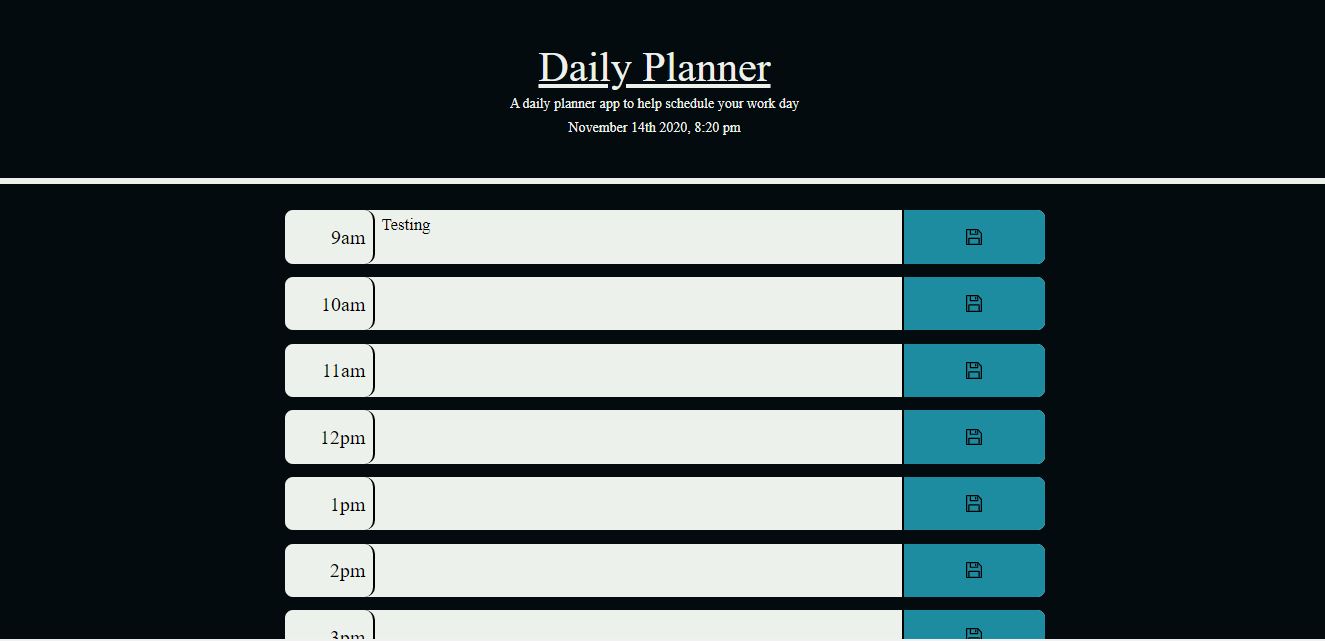 Daily Planner
A daily planner app to help schedule your work day
November 14th 2020, 8:20 pm
9am Testing
10am
11am
12pm
1pm
2pm
3pm